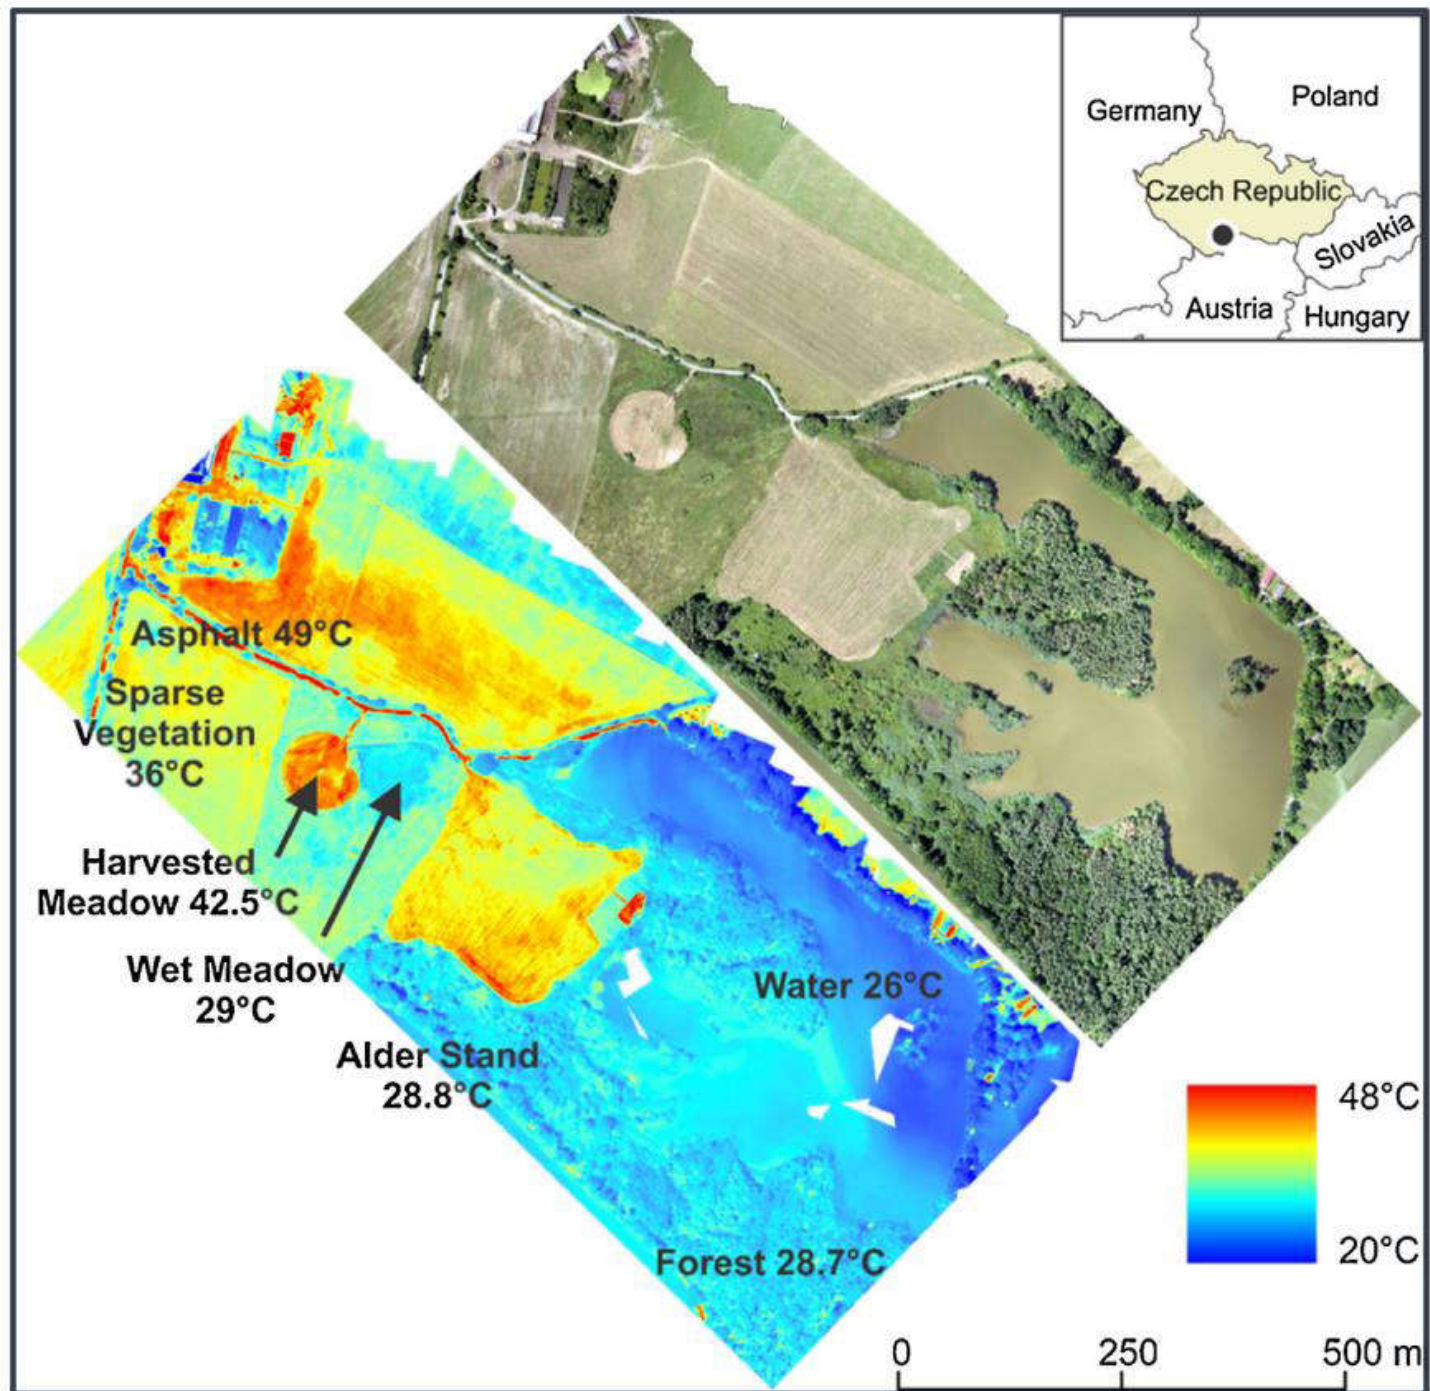 Germany
Poland
Czech Republic
Slovakia
Austria
Hungary
Asphalt 49°C
Sparse
Vegetation
36°C
Harvested
Meadow 42.5°C
Wet Meadow
29°C
Alder Stand
28.8°C
Water 26°C
Forest 28.7°C
48°C
20°C
0 250 500 m